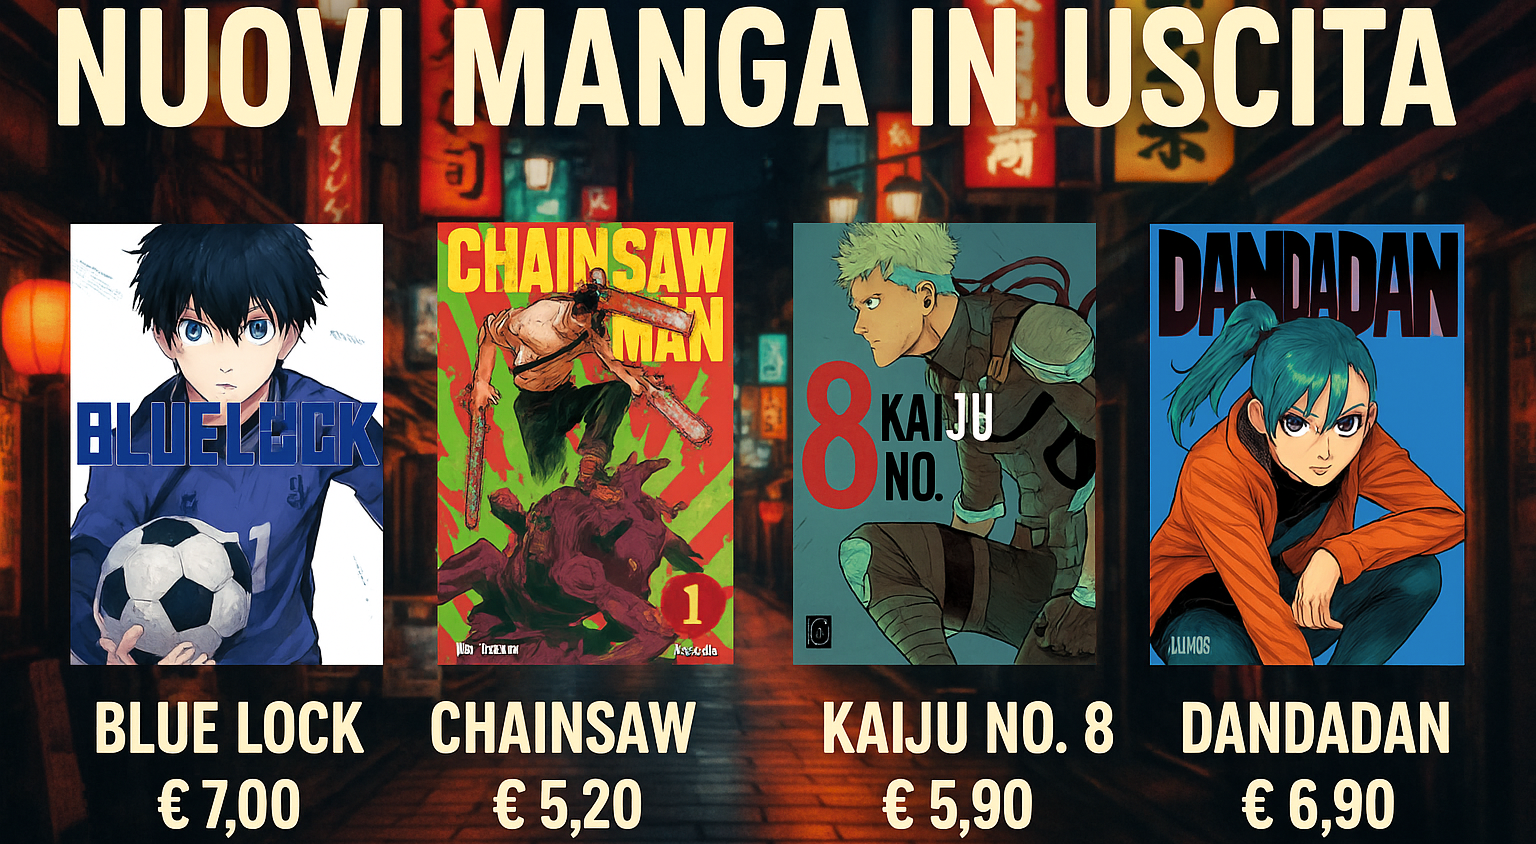 NUOVI MANGA IN USCITA
BLUELOCK
1
CHAINSAW
MAN
1
8
KAIJU
NO.
DANDADAN
LUMOS
BLUE LOCK
€ 7,00
CHAINSAW
€ 5,20
KAIJU NO. 8
€ 5,90
DANDADAN
€ 6,90